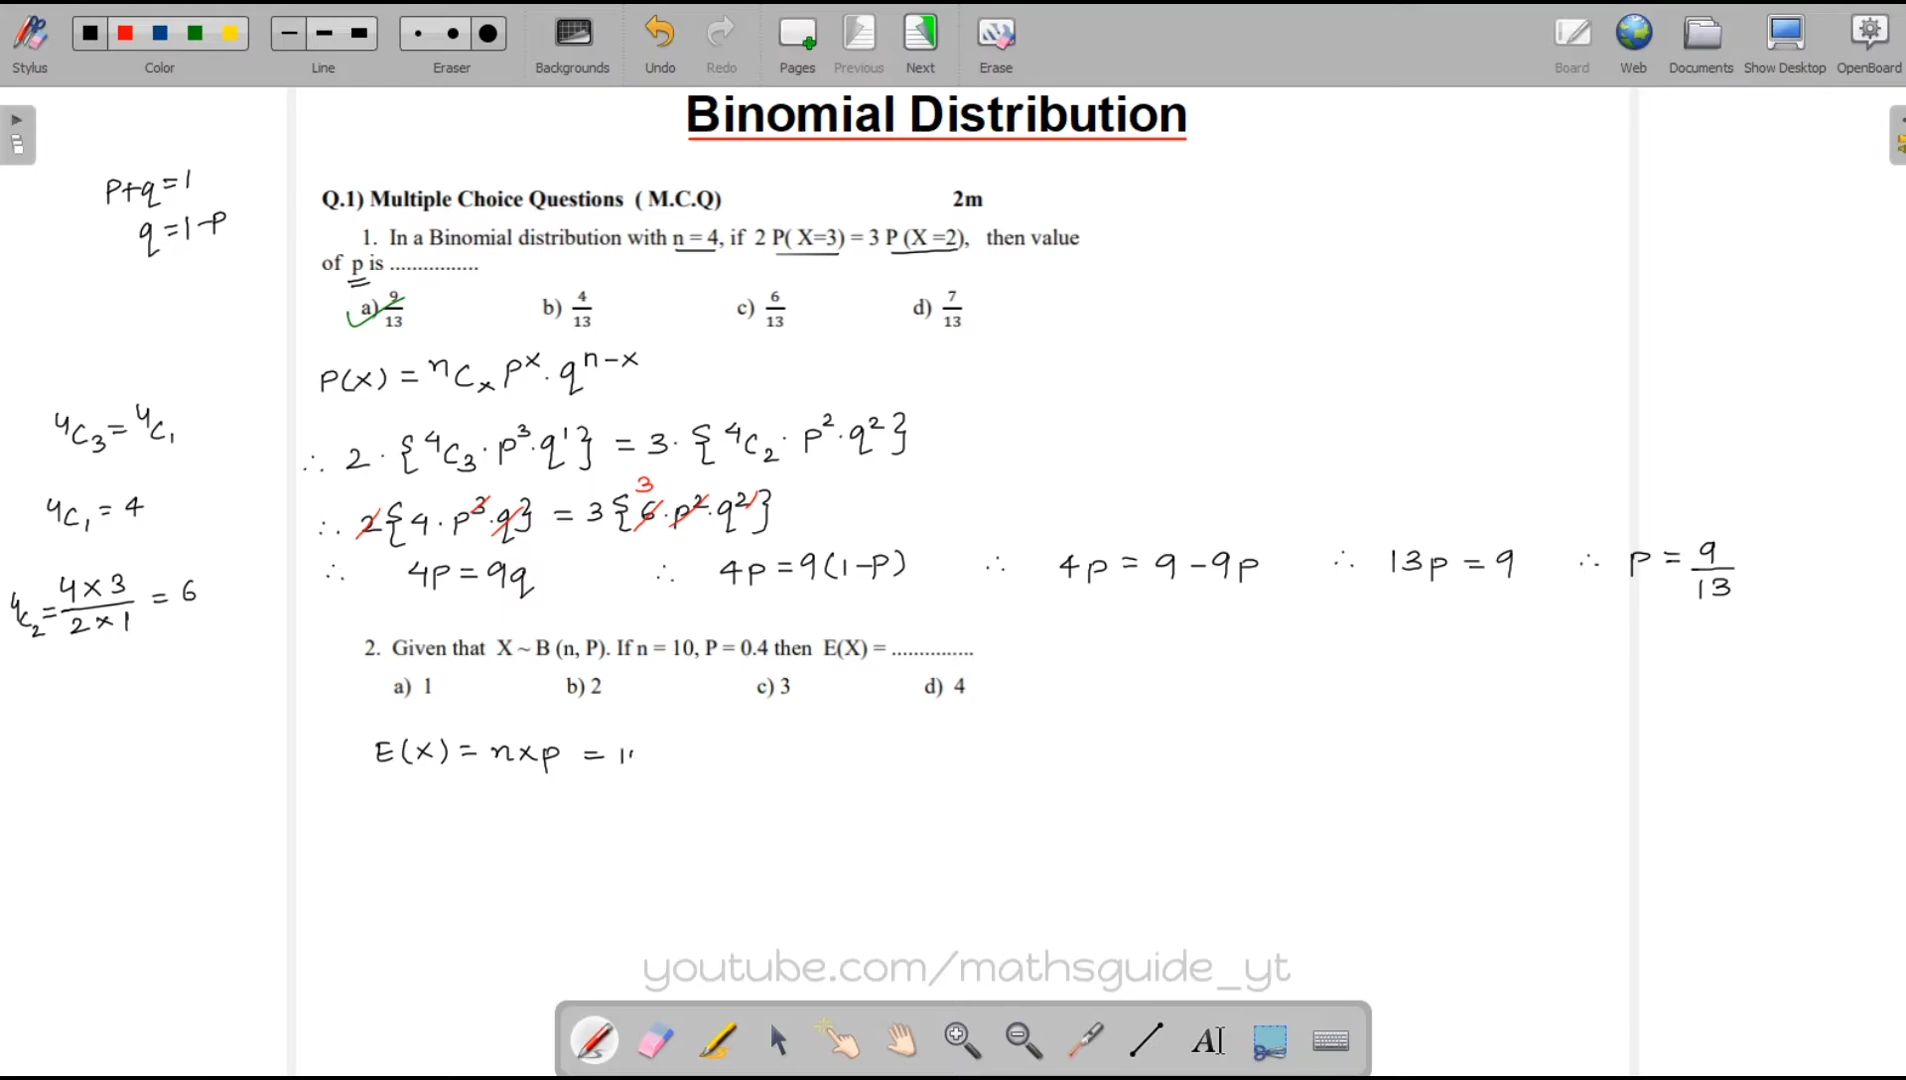 Stylus Color Line Eraser Backgrounds Undo Redo Pages Previous Next Erase Board Web Documents Show Desktop OpenBoard
Binomial Distribution
p+q=1
q=1-p
Q.1) Multiple Choice Questions ( M.C.Q) 2m
1. In a Binomial distribution with n = 4, if 2 P( X=3) = 3 P (X =2), then value
of p is ................
a) 9/13 b) 4/13 c) 6/13 d) 7/13
P(X) = ⁿCₓ pˣ · qⁿ⁻ˣ
⁴C₃ = ⁴C₁
∴ 2 · {⁴C₃ · p³ · q¹} = 3 · {⁴C₂ · p² · q²}
⁴C₁ = 4
3
∴ 2{4 · p³ · q} = 3{6 · p² · q²}
∴ 4p = 9q ∴ 4p = 9(1-p) ∴ 4p = 9 - 9p ∴ 13p = 9 ∴ p = 9/13
⁴C₂ = 4×3/2×1 = 6
2. Given that X ~ B (n, P). If n = 10, P = 0.4 then E(X) = ...............
a) 1 b) 2 c) 3 d) 4
E(X) = n×p =
youtube.com/mathsguide_yt